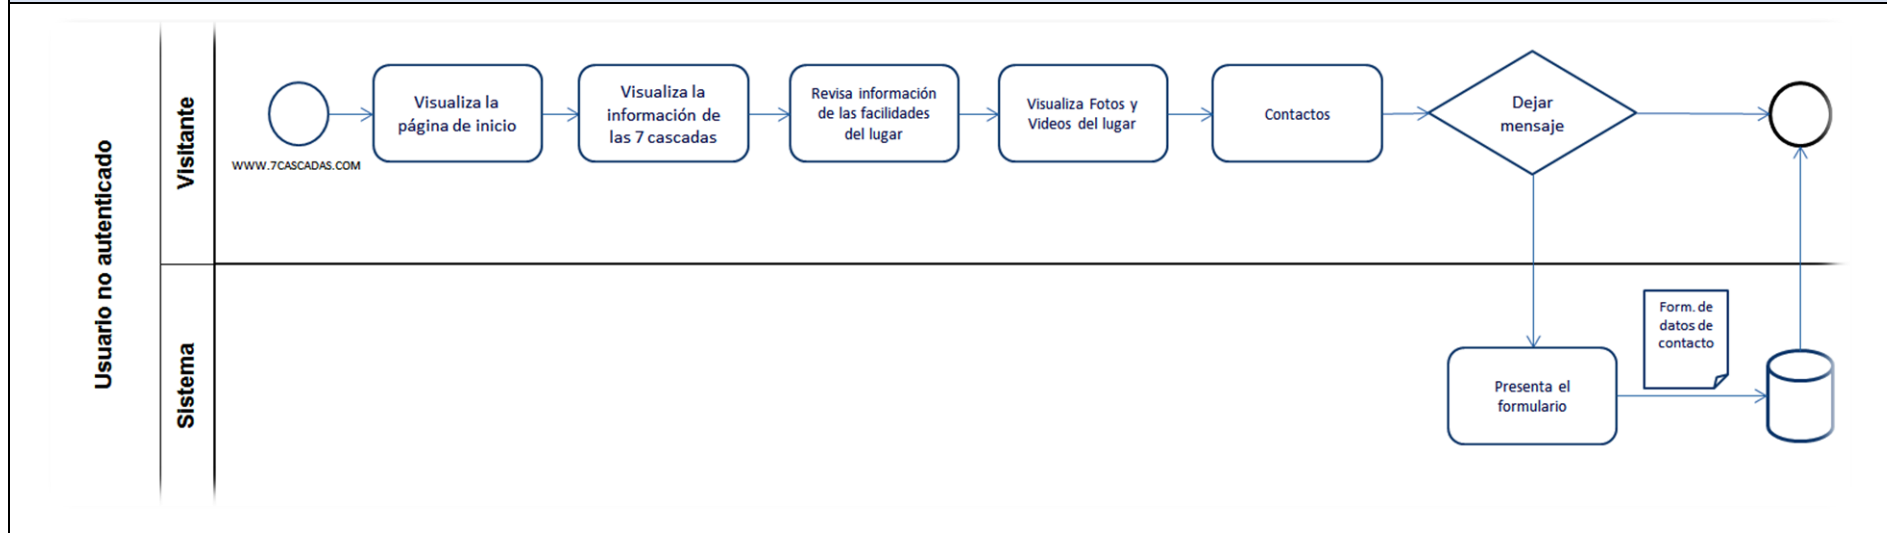 Usuario no autenticado
Visitante
WWW.7CASCADAS.COM
Visualiza la
página de inicio
Visualiza la
información de
las 7 cascadas
Revisa información
de las facilidades
del lugar
Visualiza Fotos y
Videos del lugar
Contactos
Dejar
mensaje
Sistema
Presenta el
formulario
Form. de
datos de
contacto